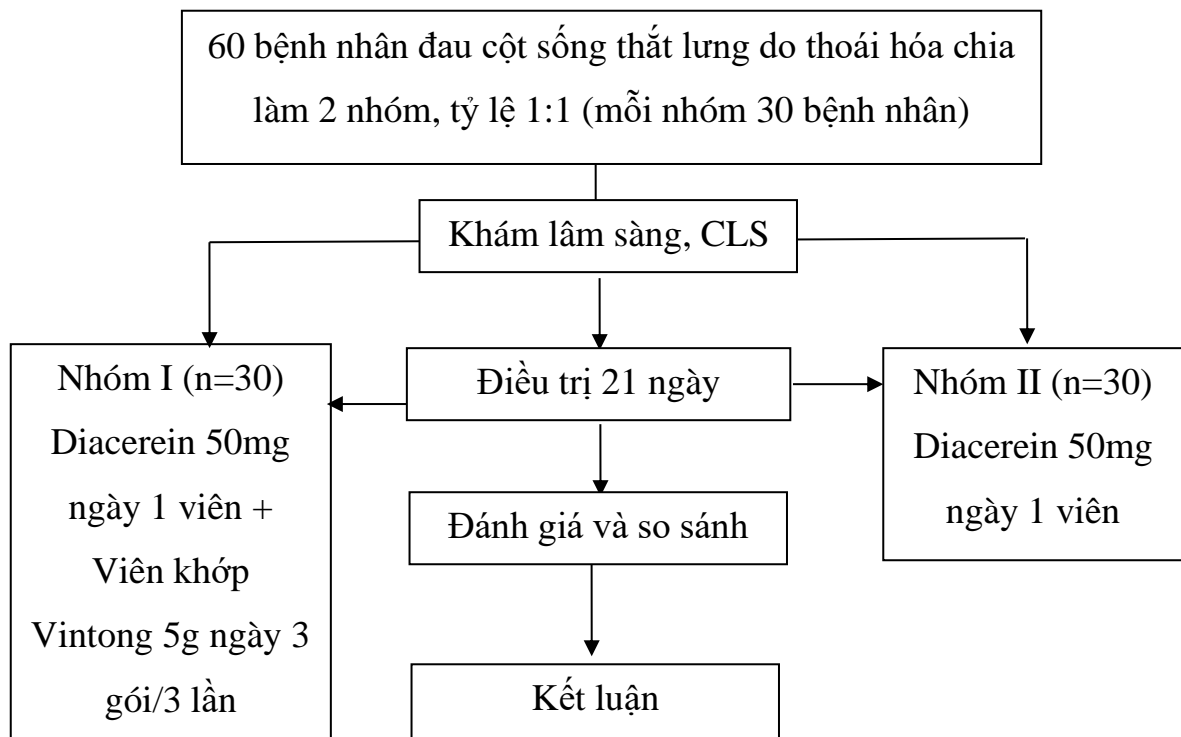 60 bệnh nhân đau cột sống thắt lưng do thoái hóa chia
làm 2 nhóm, tỷ lệ 1:1 (mỗi nhóm 30 bệnh nhân)
Khám lâm sàng, CLS
Nhóm I (n=30)
Diacerein 50mg
ngày 1 viên +
Viên khớp
Vintong 5g ngày 3
gói/3 lần
Điều trị 21 ngày
Nhóm II (n=30)
Diacerein 50mg
ngày 1 viên
Đánh giá và so sánh
Kết luận